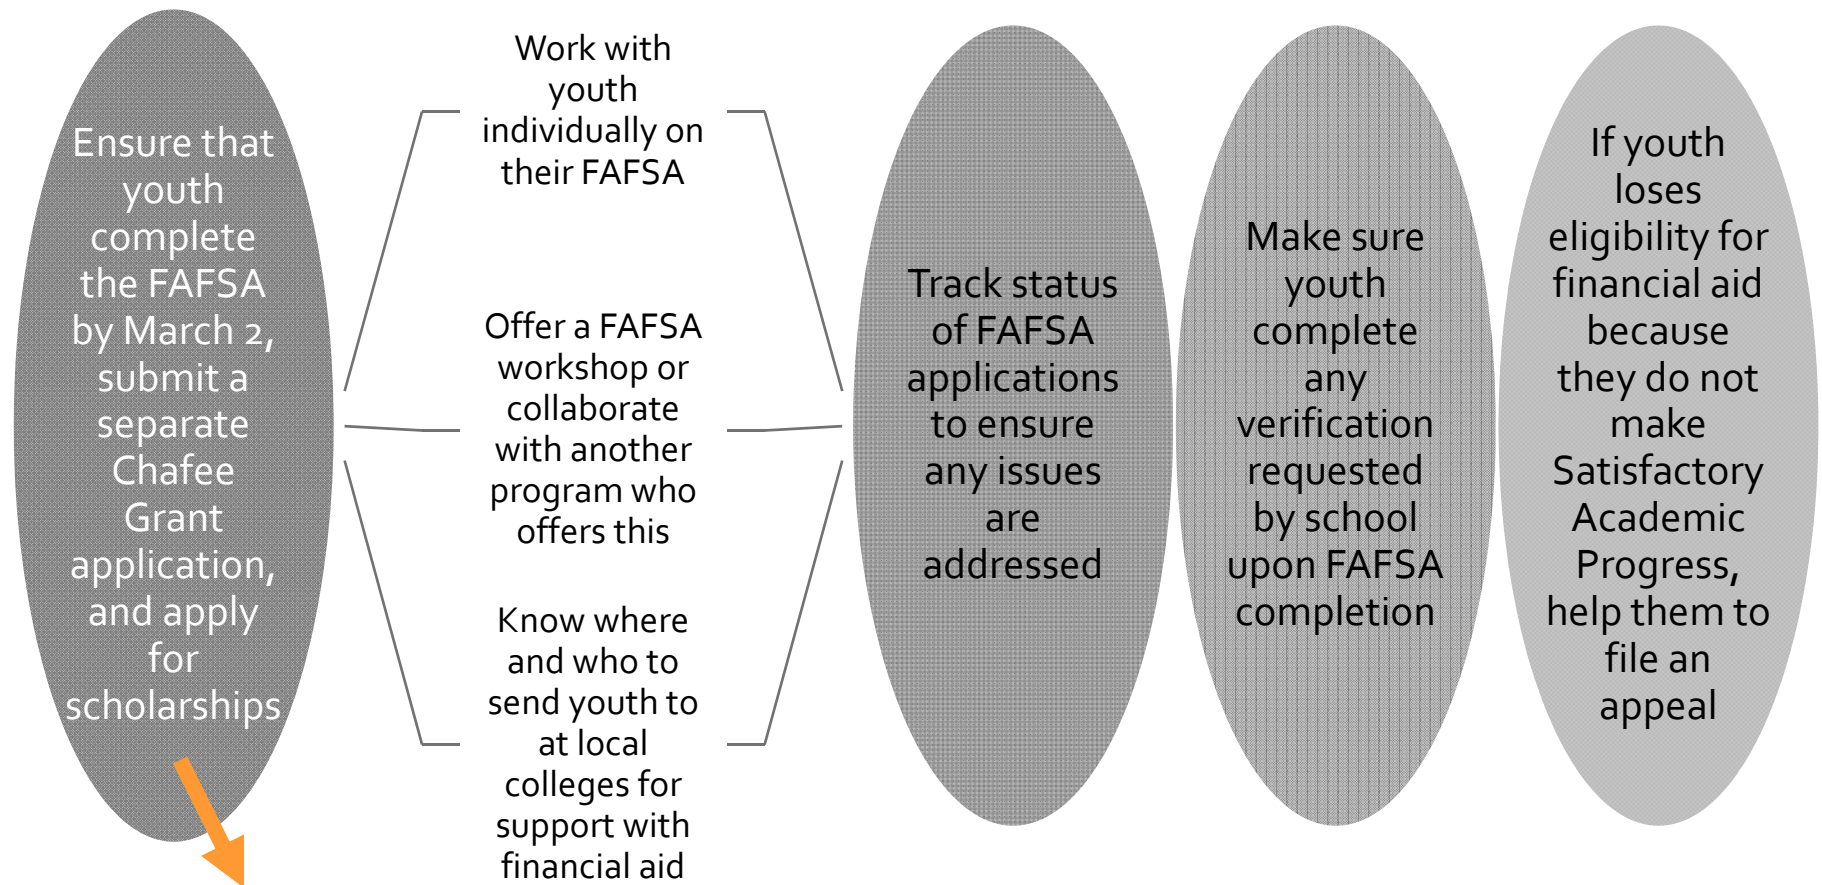 Ensure that
youth
complete
the FAFSA
by March 2,
submit a
separate
Chafee
Grant
application,
and apply
for
scholarships
Work with
youth
individually on
their FAFSA
Offer a FAFSA
workshop or
collaborate
with another
program who
offers this
Know where
and who to
send youth to
at local
colleges for
support with
financial aid
Track status
of FAFSA
applications
to ensure
any issues
are
addressed
Make sure
youth
complete
any
verification
requested
by school
upon FAFSA
completion
If youth
loses
eligibility for
financial aid
because
they do not
make
Satisfactory
Academic
Progress,
help them to
file an
appeal